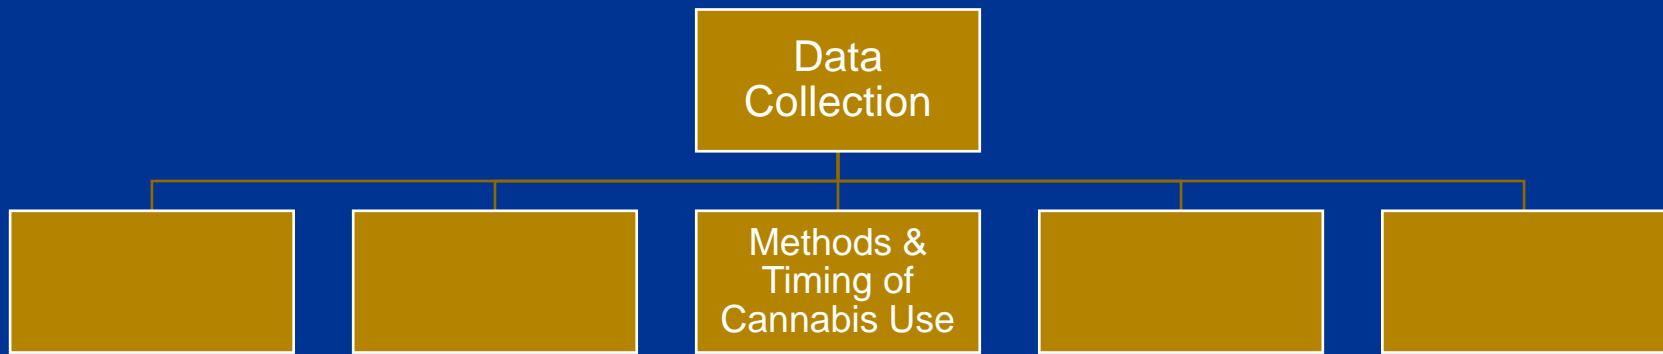 Data
Collection
Methods &
Timing of
Cannabis Use